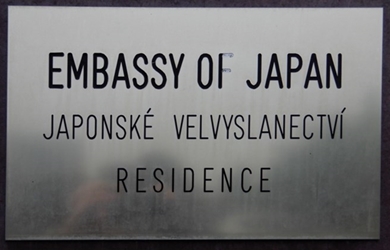 EMBASSY OF JAPAN
JAPONSKÉ VELVYSLANECTVÍ
RESIDENCE